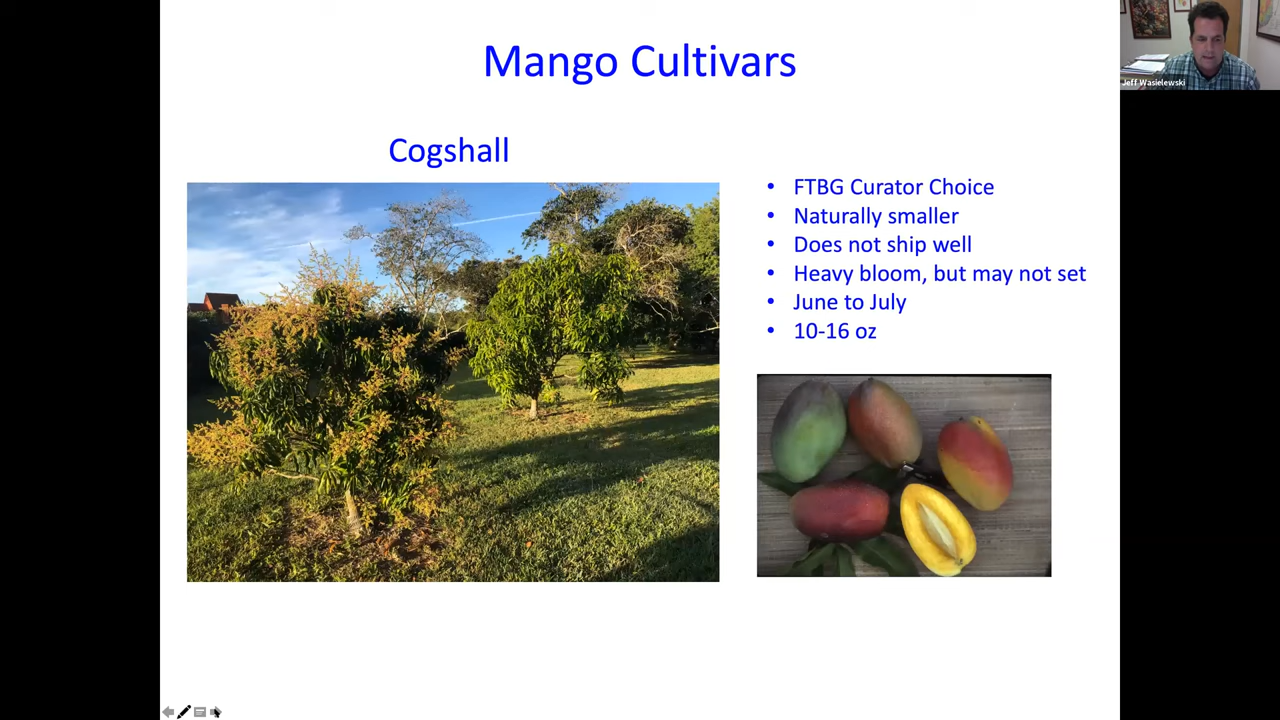 Mango Cultivars
Jeff Wasielewski
Cogshall
• FTBG Curator Choice
• Naturally smaller
• Does not ship well
• Heavy bloom, but may not set
• June to July
• 10-16 oz